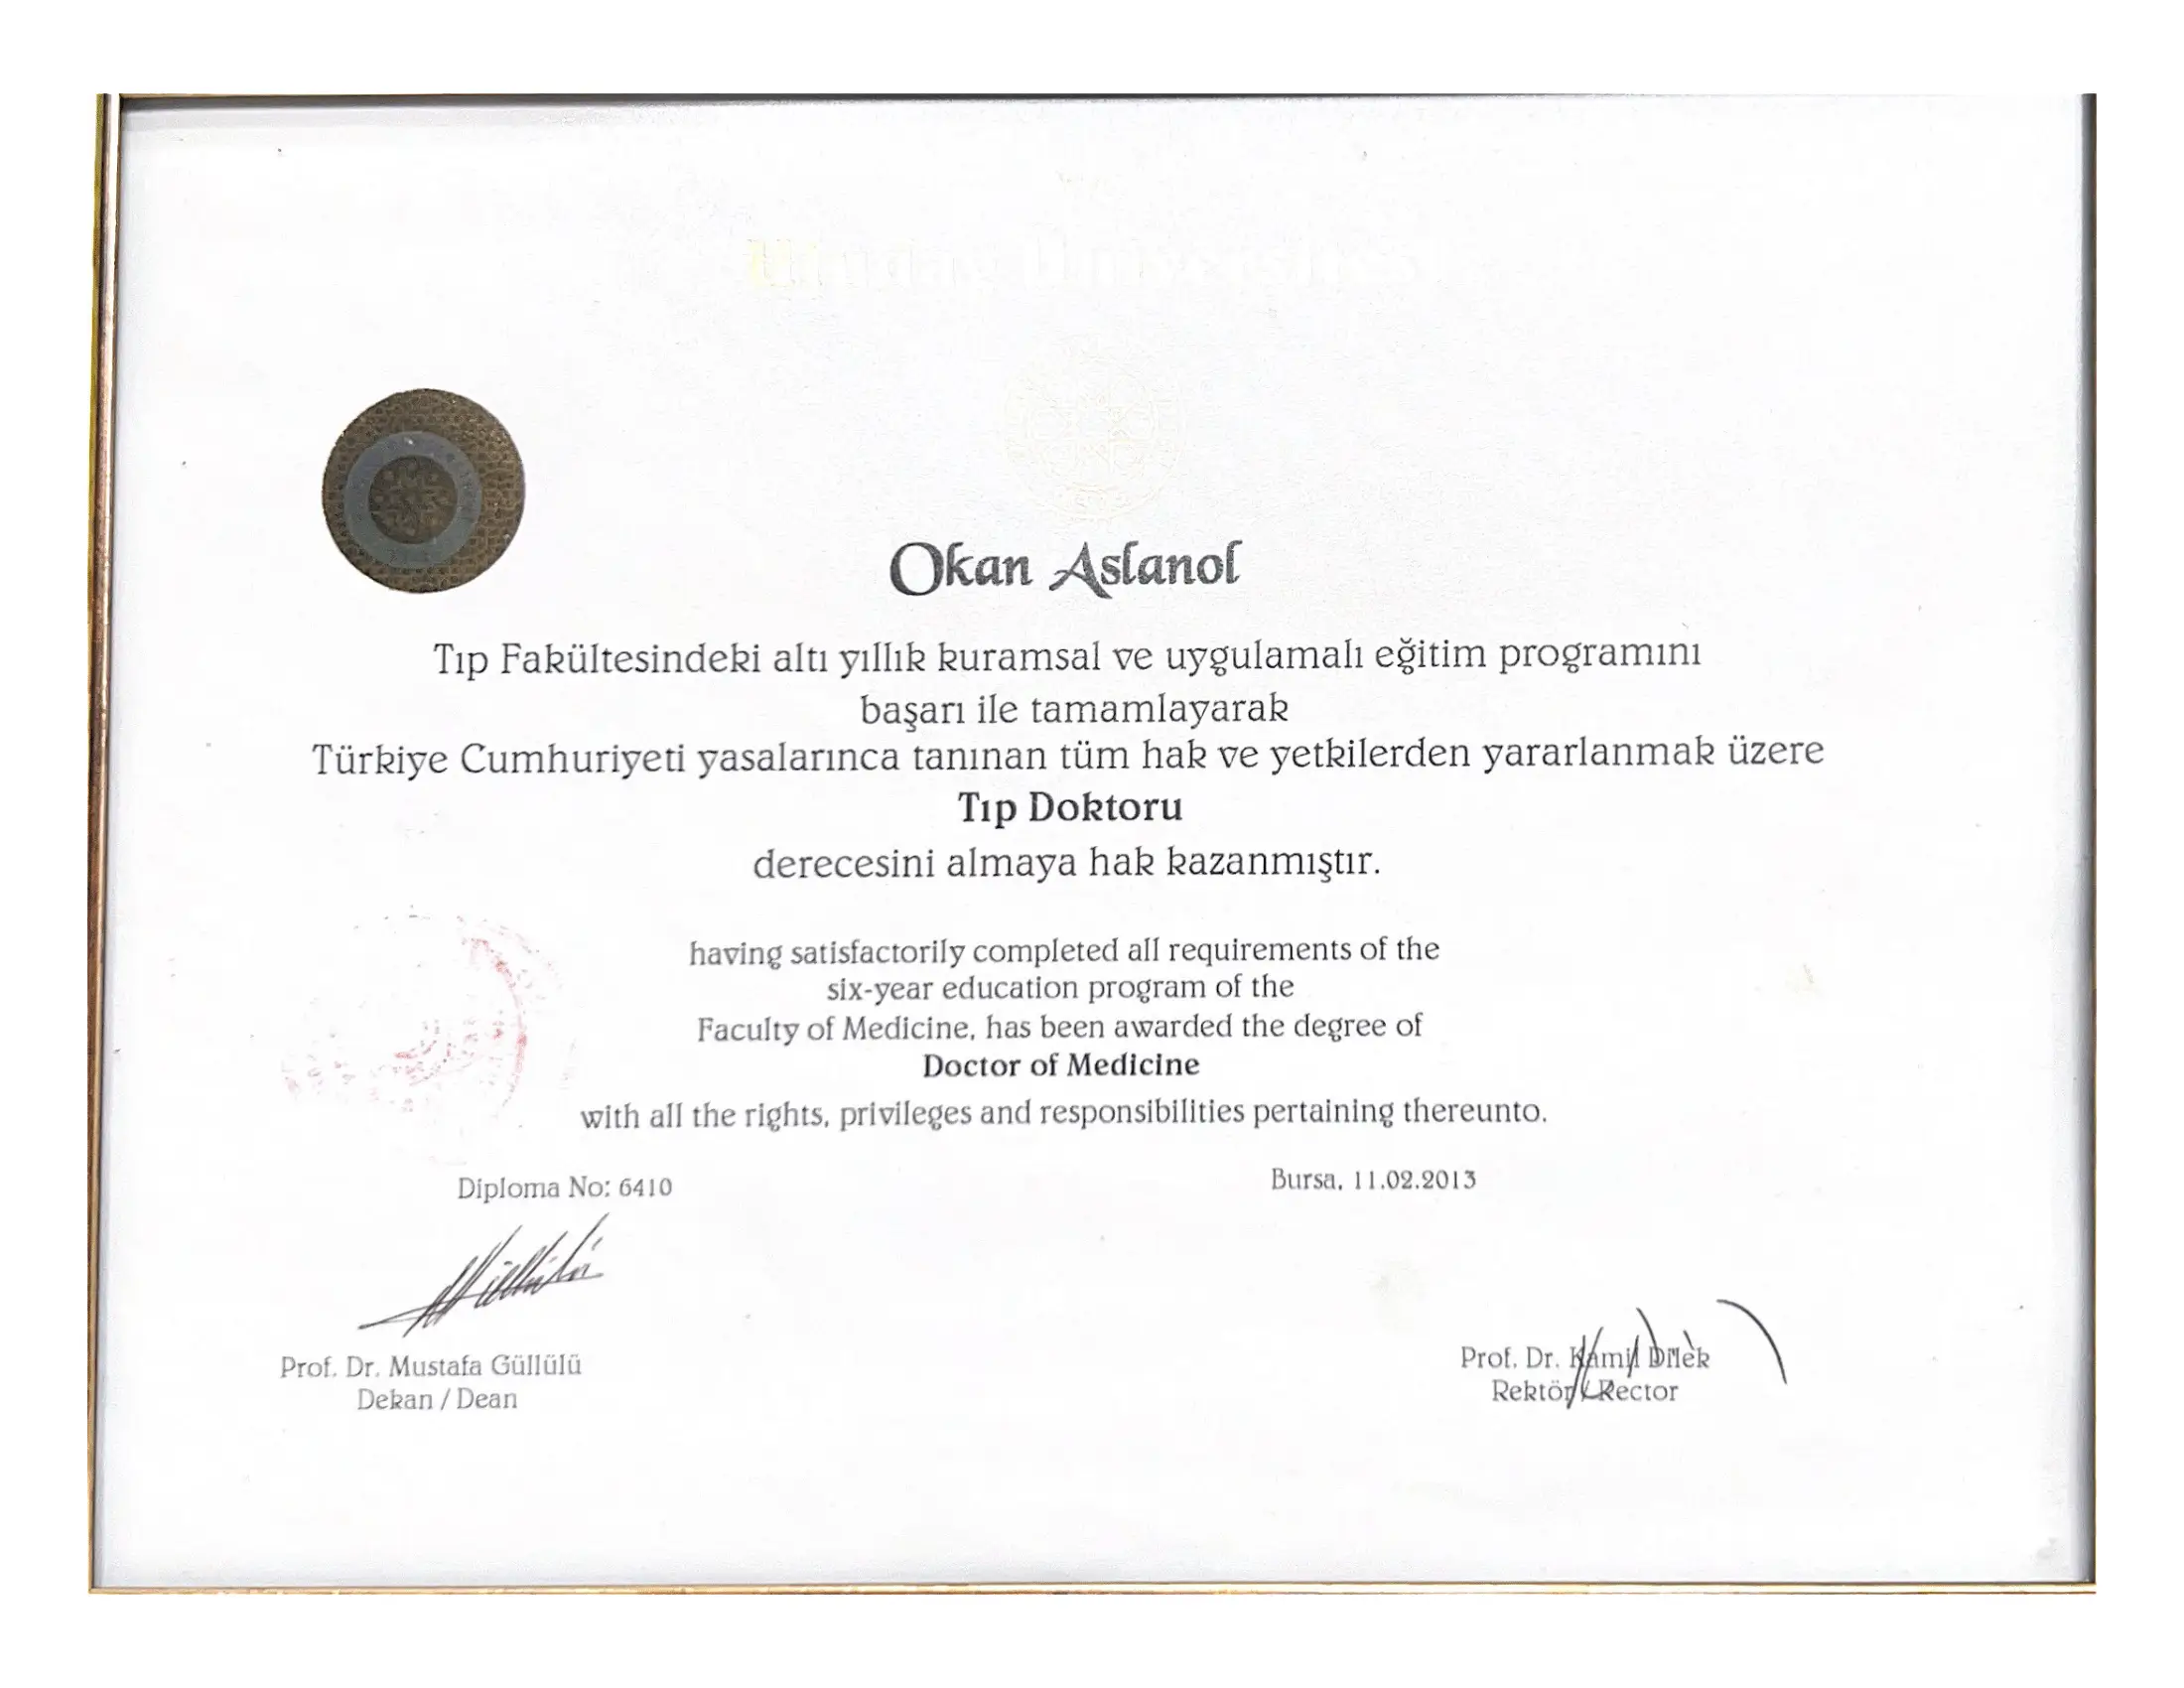 Okan Aslanol
Tıp Fakültesindeki altı yıllık kuramsal ve uygulamalı eğitim programını
başarı ile tamamlayarak
Türkiye Cumhuriyeti yasalarınca tanınan tüm hak ve yetkilerden yararlanmak üzere
Tıp Doktoru
derecesini almaya hak kazanmıştır.
having satisfactorily completed all requirements of the
six-year education program of the
Faculty of Medicine, has been awarded the degree of
Doctor of Medicine
with all the rights, privileges and responsibilities pertaining thereunto.
Diploma No: 6410
Bursa, 11.02.2013
Prof. Dr. Mustafa Güllülü
Dekan / Dean
Prof. Dr. Kamil Dilek
Rektör / Rector